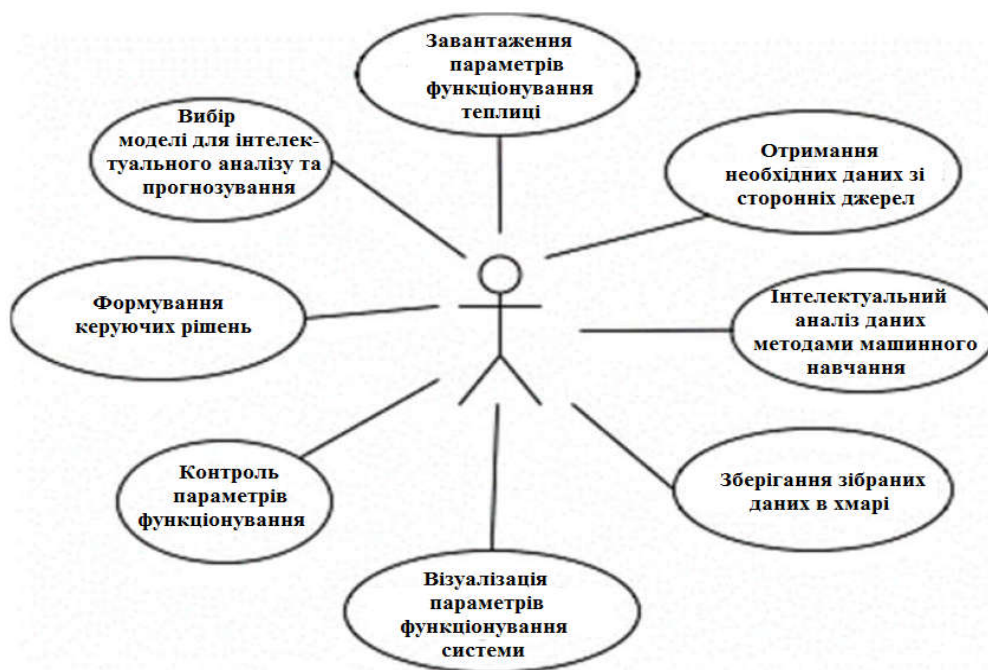 Завантаження
параметрів
функціонування
теплиці
Вибір
моделі для інтелек-
туального аналізу та
прогнозування
Отримання
необхідних даних зі
сторонніх джерел
Формування
керуючих рішень
Інтелектуальний
аналіз даних
методами машинного
навчання
Контроль
параметрів
функціонування
Зберігання зібраних
даних в хмарі
Візуалізація
параметрів
функціонування
системи